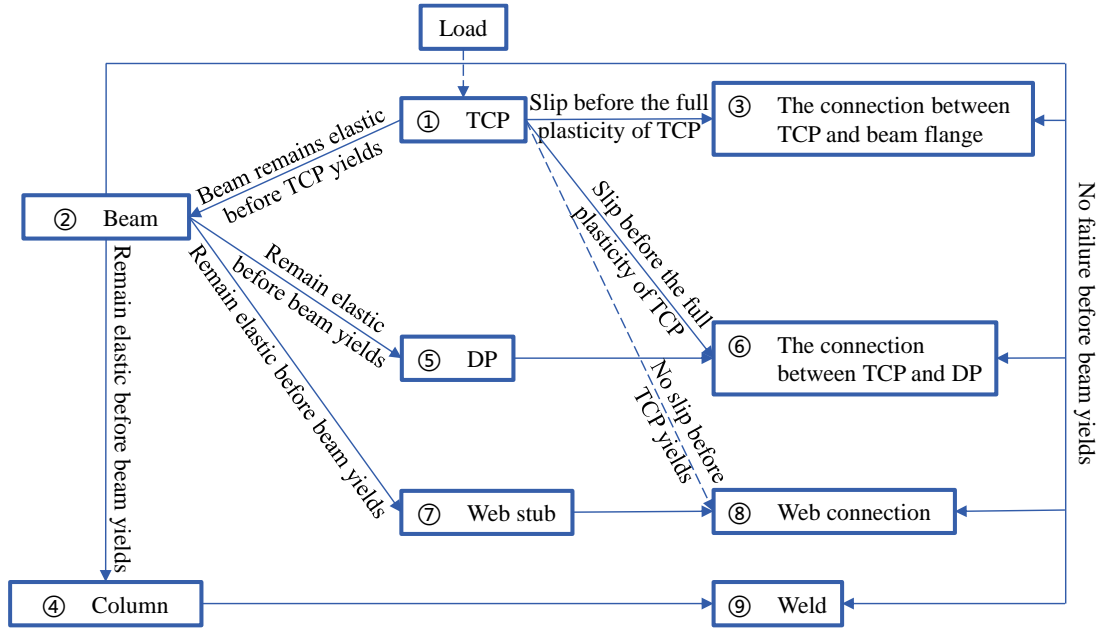 Load
① TCP
Slip before the full
plasticity of TCP
③ The connection between
TCP and beam flange
Beam remains elastic
before TCP yields
② Beam
Slip before the full
plasticity of TCP
No failure before beam yields
Remain elastic
before beam yields
Remain elastic before beam yields
Remain elastic before beam yields
⑤ DP
⑥ The connection
between TCP and DP
No slip before
TCP yields
⑦ Web stub
⑧ Web connection
④ Column
⑨ Weld